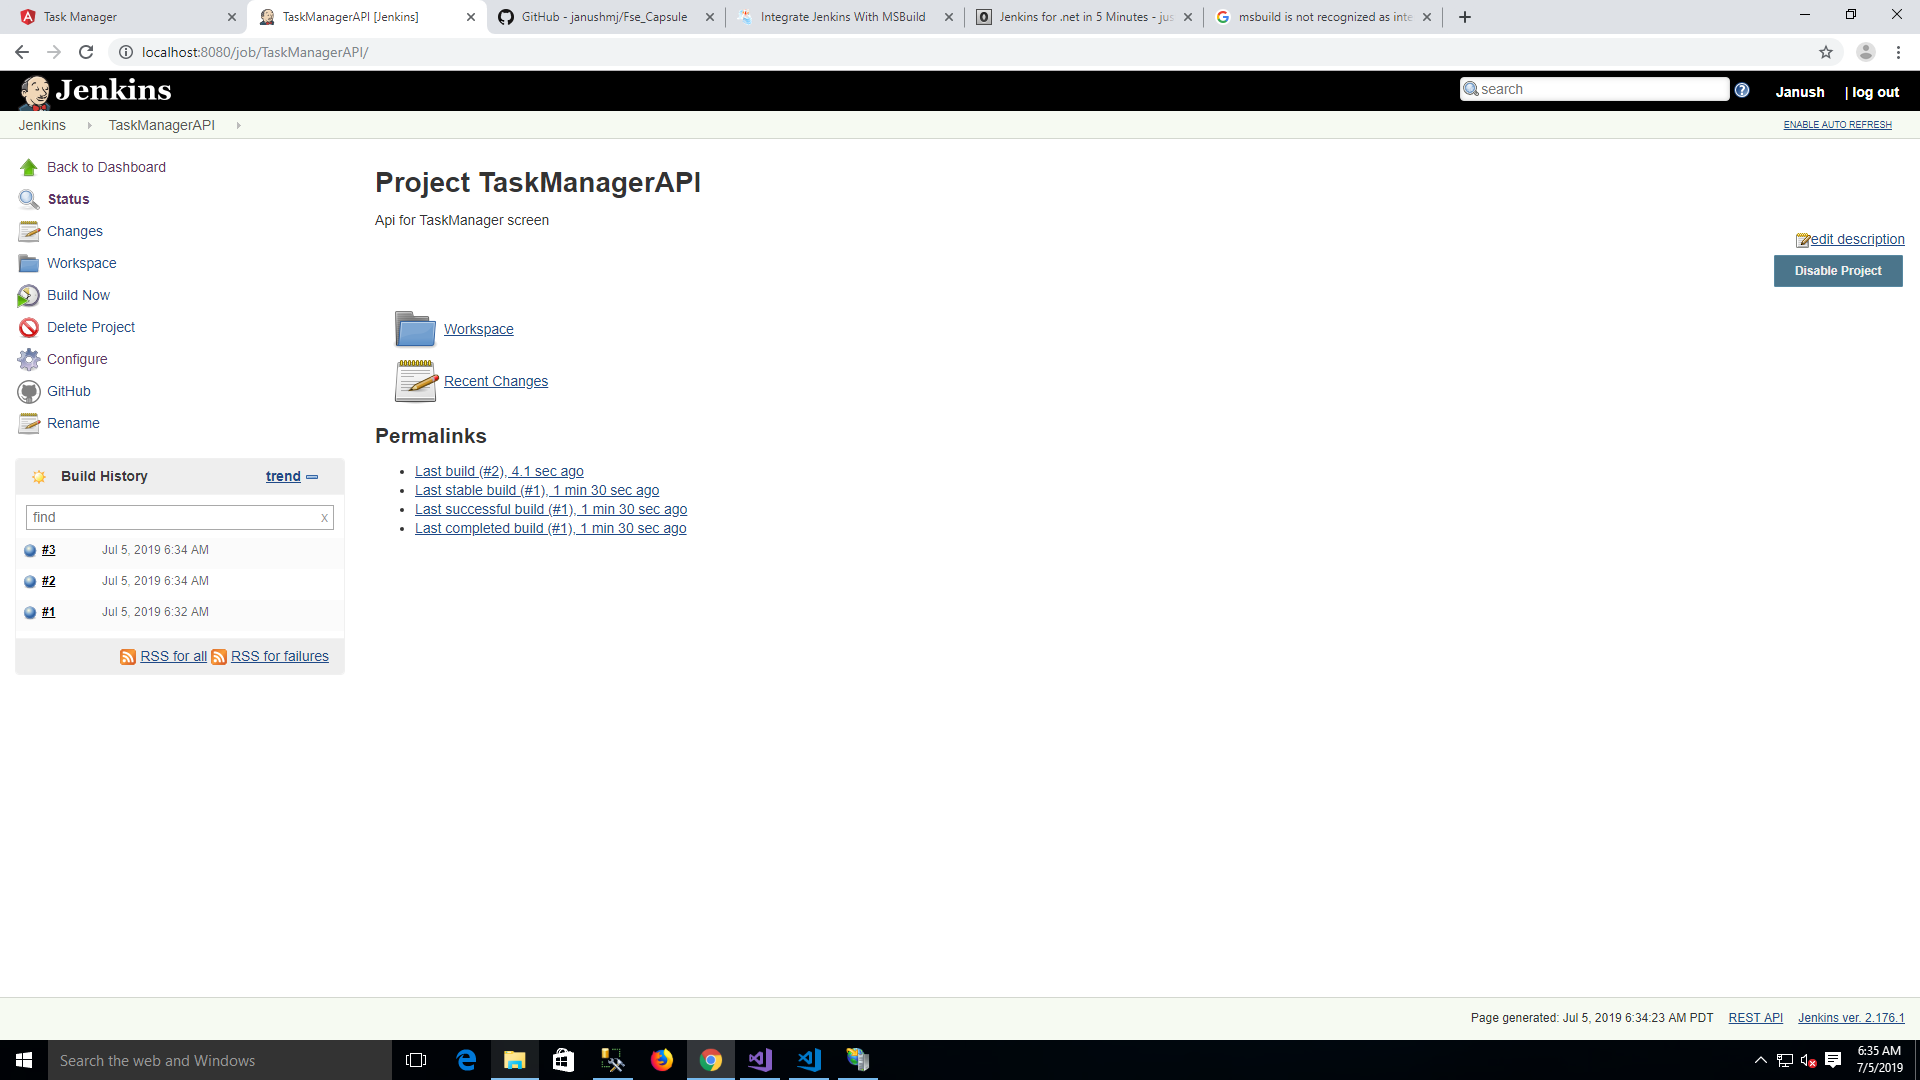 Task Manager
TaskManagerAPI [Jenkins]
GitHub - janushmj/Fse_Capsule
Integrate Jenkins With MSBuild
Jenkins for .net in 5 Minutes - jus
msbuild is not recognized as inte
localhost:8080/job/TaskManagerAPI/
Jenkins
search
Janush
| log out
Jenkins
TaskManagerAPI
ENABLE AUTO REFRESH
Back to Dashboard
Status
Changes
Workspace
Build Now
Delete Project
Configure
GitHub
Rename
Build History
trend
find
x
#3 Jul 5, 2019 6:34 AM
#2 Jul 5, 2019 6:34 AM
#1 Jul 5, 2019 6:32 AM
RSS for all RSS for failures
Project TaskManagerAPI
Api for TaskManager screen
edit description
Disable Project
Workspace
Recent Changes
Permalinks
Last build (#2), 4.1 sec ago
Last stable build (#1), 1 min 30 sec ago
Last successful build (#1), 1 min 30 sec ago
Last completed build (#1), 1 min 30 sec ago
Page generated: Jul 5, 2019 6:34:23 AM PDT REST API Jenkins ver. 2.176.1
Search the web and Windows
6:35 AM
7/5/2019